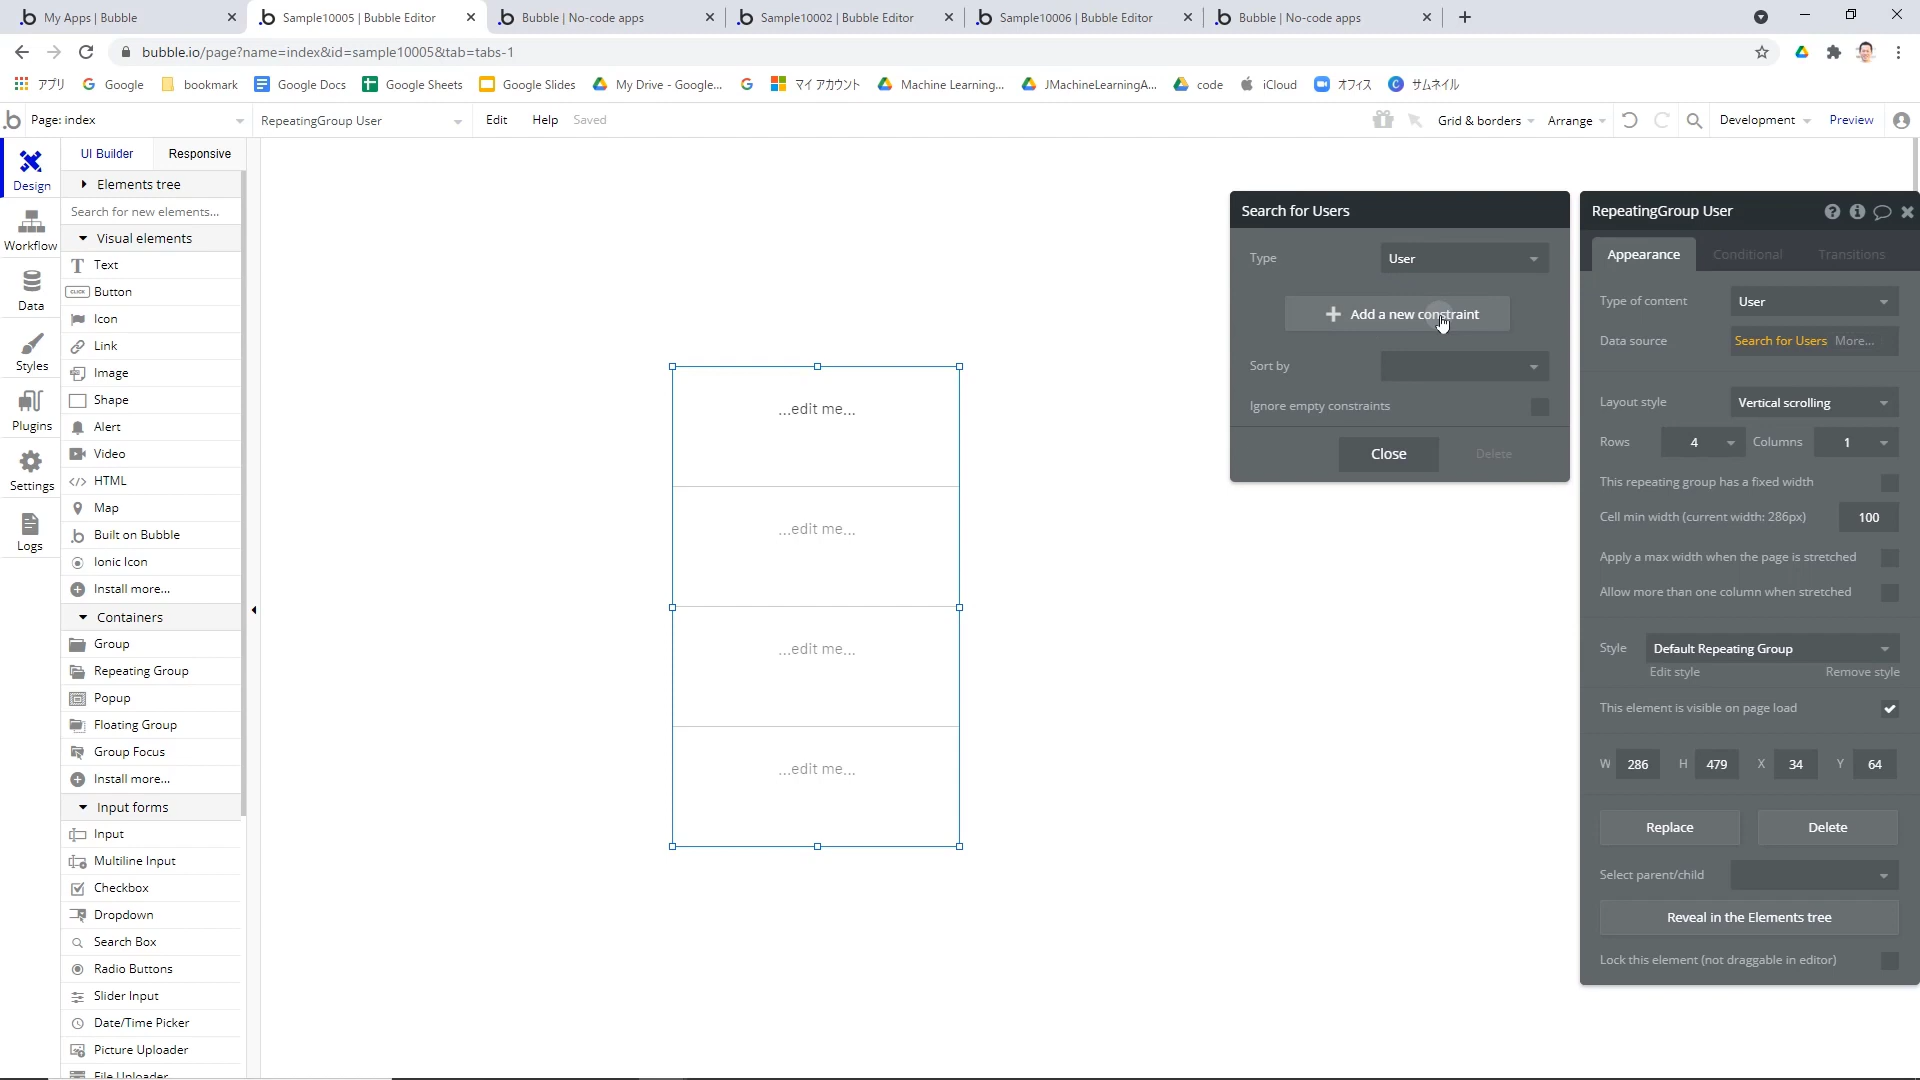 My Apps | Bubble
Sample10005 | Bubble Editor
Bubble | No-code apps
Sample10002 | Bubble Editor
Sample10006 | Bubble Editor
Bubble | No-code apps
bubble.io/page?name=index&id=sample10005&tab=tabs-1
アプリ
Google
bookmark
Google Docs
Google Sheets
Google Slides
My Drive - Google...
マイ アカウント
Machine Learning...
JMachineLearningA...
code
iCloud
オフィス
サムネイル
Page: index
RepeatingGroup User
Edit
Help
Saved
Grid & borders
Arrange
Development
Preview
Design
Workflow
Data
Styles
Plugins
Settings
Logs
UI Builder
Responsive
Elements tree
Search for new elements...
Visual elements
Text
CLICK
Button
Icon
Link
Image
Shape
Alert
Video
HTML
Map
Built on Bubble
Ionic Icon
Install more...
Containers
Group
Repeating Group
Popup
Floating Group
Group Focus
Install more...
Input forms
Input
Multiline Input
Checkbox
Dropdown
Search Box
Radio Buttons
Slider Input
Date/Time Picker
Picture Uploader
File Uploader
...edit me...
...edit me...
...edit me...
...edit me...
Search for Users
Type
User
Add a new constraint
Sort by
Ignore empty constraints
Close
Delete
RepeatingGroup User
Appearance
Conditional
Transitions
Type of content
User
Data source
Search for Users More...
Layout style
Vertical scrolling
Rows
4
Columns
1
This repeating group has a fixed width
Cell min width (current width: 286px)
100
Apply a max width when the page is stretched
Allow more than one column when stretched
Style
Default Repeating Group
Edit style
Remove style
This element is visible on page load
W
286
H
479
X
34
Y
64
Replace
Delete
Select parent/child
Reveal in the Elements tree
Lock this element (not draggable in editor)